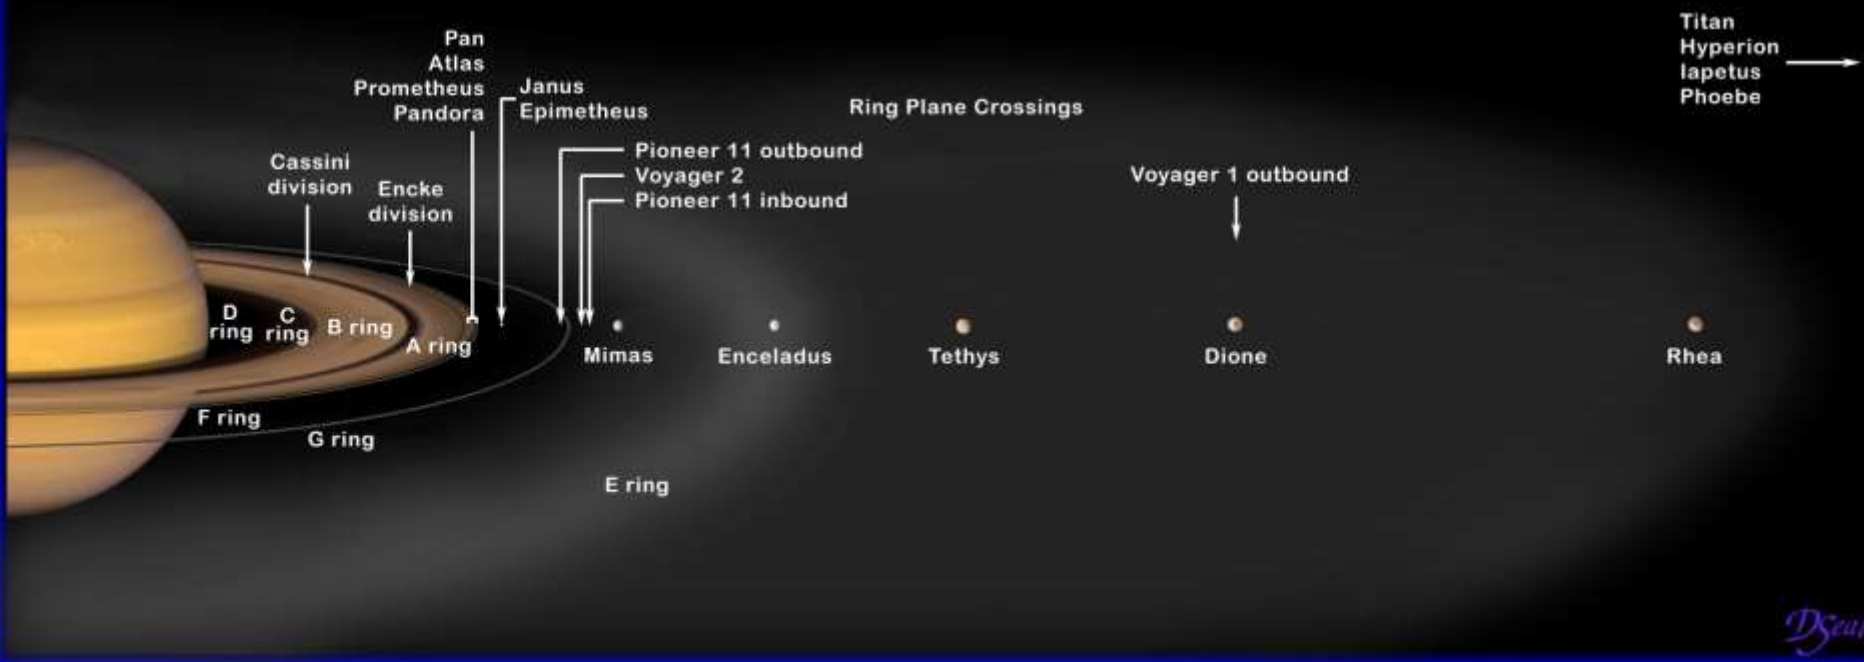 Pan
Atlas
Prometheus
Pandora
Janus
Epimetheus
Ring Plane Crossings
Titan
Hyperion
Iapetus
Phoebe
Pioneer 11 outbound
Voyager 2
Pioneer 11 inbound
Voyager 1 outbound
Cassini
division
Encke
division
D
ring
C
ring
B ring
A ring
Mimas
Enceladus
Tethys
Dione
Rhea
F ring
G ring
E ring